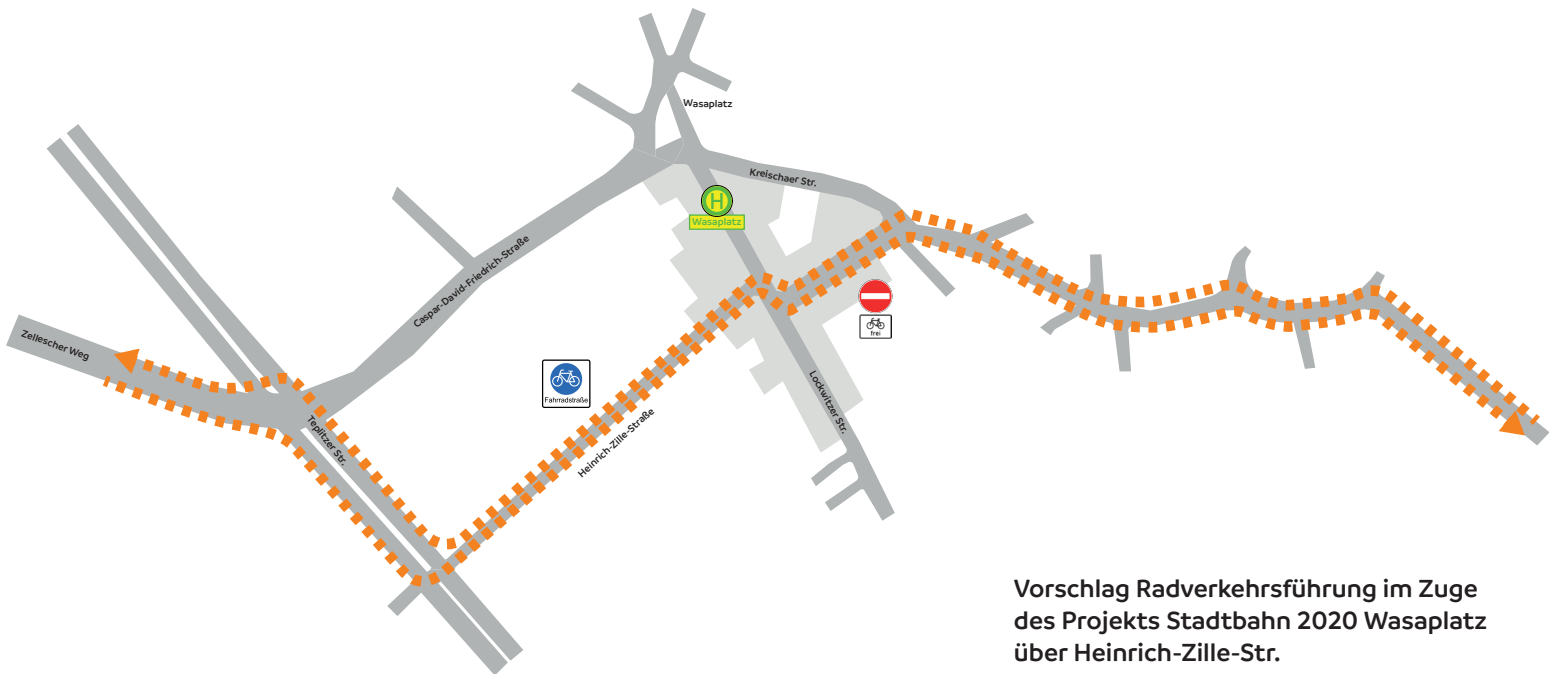 Wasaplatz
Kreischaer Str.
H
Wasaplatz
Caspar-David-Friedrich-Straße
Zellescher Weg
frei
Fahrradstraße
Lockwitzer Str.
Heinrich-Zille-Straße
Teplitzer Str.
Vorschlag Radverkehrsführung im Zuge
des Projekts Stadtbahn 2020 Wasaplatz
über Heinrich-Zille-Str.